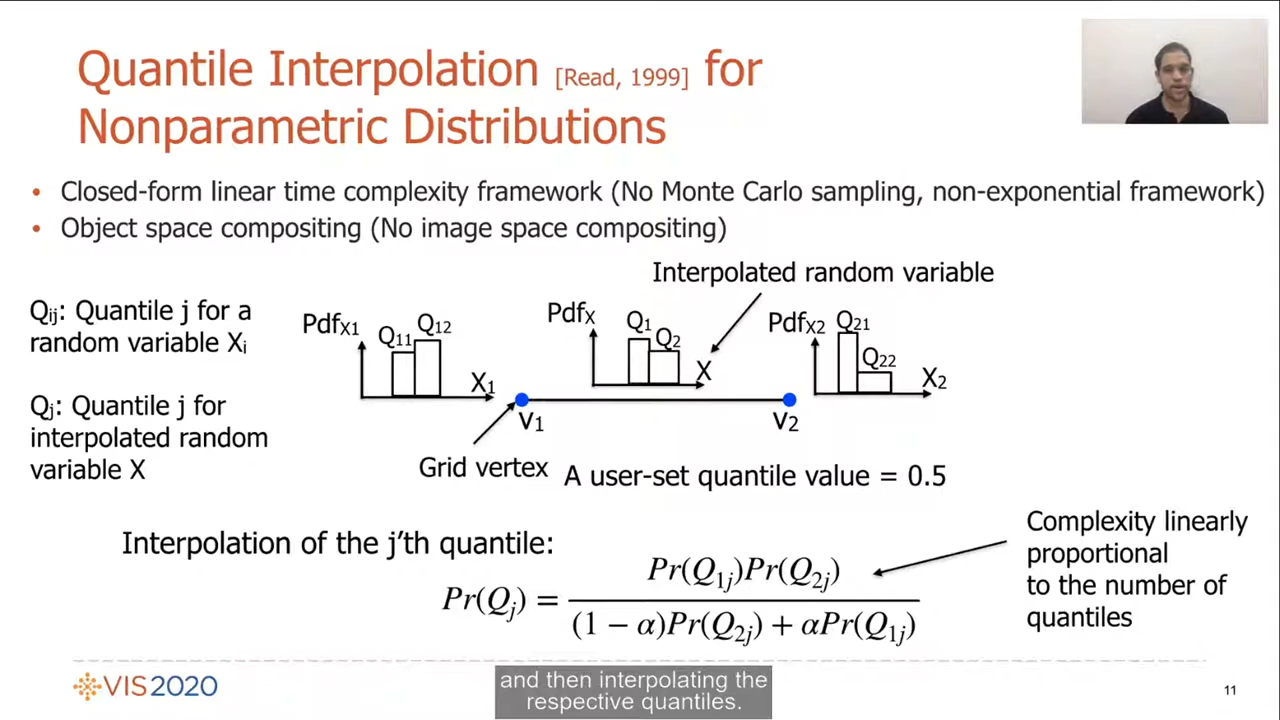 Quantile Interpolation [Read, 1999] for
Nonparametric Distributions
• Closed-form linear time complexity framework (No Monte Carlo sampling, non-exponential framework)
• Object space compositing (No image space compositing)
Interpolated random variable
Qij: Quantile j for a
random variable Xi
Qj: Quantile j for
interpolated random
variable X
PdfX1
Q11
Q12
X1
PdfX
Q1
Q2
X
PdfX2
Q21
Q22
X2
v1
v2
Grid vertex
A user-set quantile value = 0.5
Interpolation of the j'th quantile:
Pr(Qj) = Pr(Q1j)Pr(Q2j) / (1 − α)Pr(Q2j) + αPr(Q1j)
Complexity linearly
proportional
to the number of
quantiles
VIS2020
and then interpolating the
respective quantiles.
11